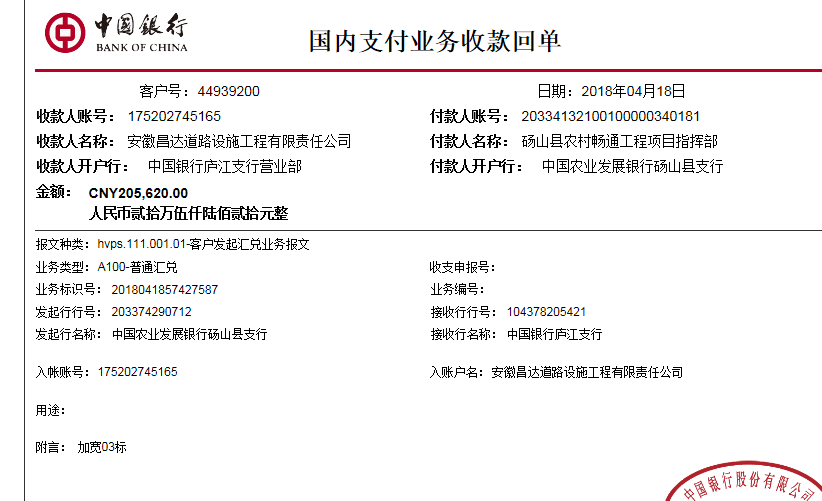 中国银行
BANK OF CHINA
国内支付业务收款回单
客户号：44939200 日期：2018年04月18日
收款人账号：175202745165 付款人账号：20334132100100000340181
收款人名称：安徽昌达道路设施工程有限责任公司 付款人名称：砀山县农村畅通工程项目指挥部
收款人开户行：中国银行庐江支行营业部 付款人开户行：中国农业发展银行砀山县支行
金额：CNY205,620.00
人民币贰拾万伍仟陆佰贰拾元整
报文种类：hvps.111.001.01-客户发起汇兑业务报文
业务类型：A100-普通汇兑 收支申报号：
业务标识号：2018041857427587 业务编号：
发起行行号：203374290712 接收行行号：104378205421
发起行名称：中国农业发展银行砀山县支行 接收行名称：中国银行庐江支行
入帐账号：175202745165 入账户名：安徽昌达道路设施工程有限责任公司
用途：
附言：加宽03标
中国银行股份有限公司